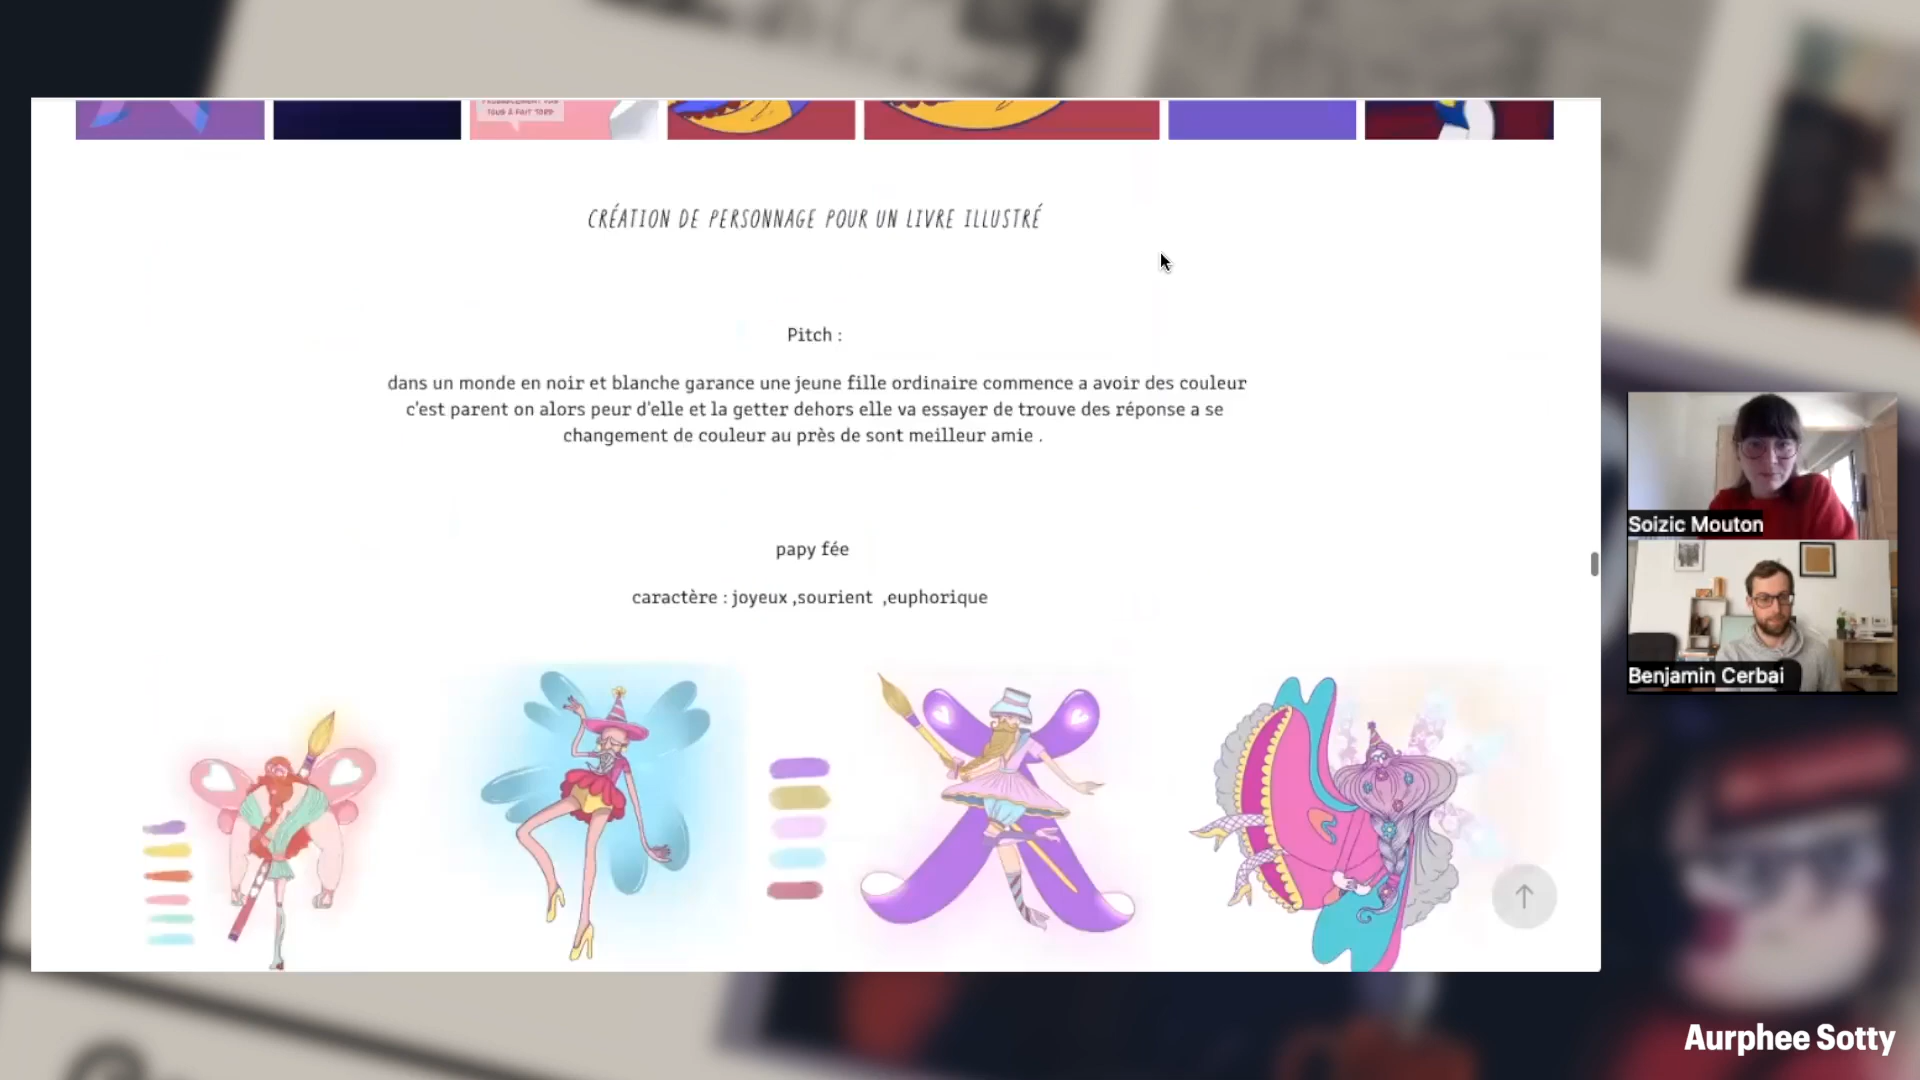 TOUS À FAIT TORD
CRÉATION DE PERSONNAGE POUR UN LIVRE ILLUSTRÉ
Pitch :
dans un monde en noir et blanche garance une jeune fille ordinaire commence a avoir des couleur
c'est parent on alors peur d'elle et la getter dehors elle va essayer de trouve des réponse a se
changement de couleur au près de sont meilleur amie .
papy fée
caractère : joyeux ,sourient ,euphorique
Soizic Mouton
Benjamin Cerbai
Aurphee Sotty